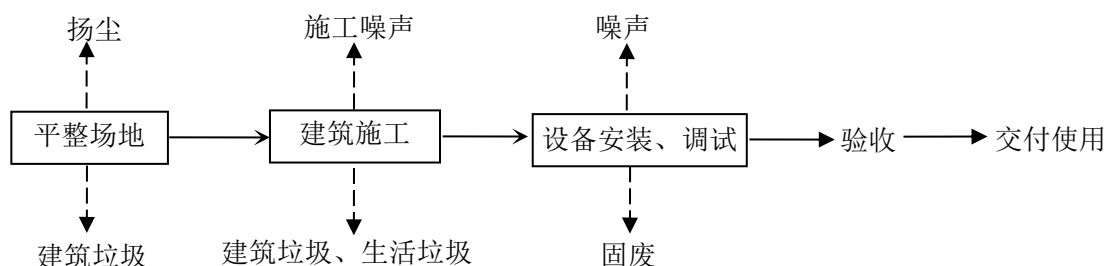 扬尘
施工噪声
噪声
平整场地
建筑施工
设备安装、调试
验收
交付使用
建筑垃圾
建筑垃圾、生活垃圾
固废